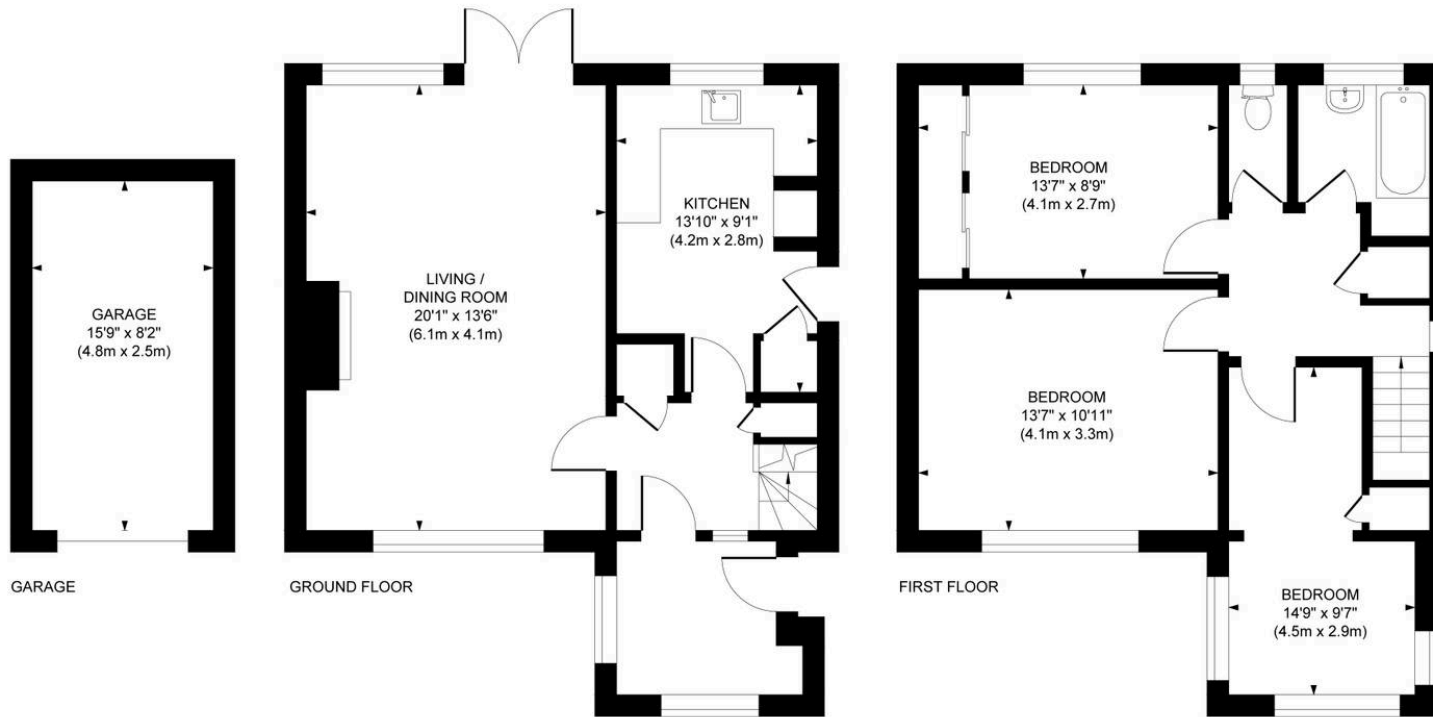 GARAGE
15'9" x 8'2"
(4.8m x 2.5m)
GARAGE
LIVING /
DINING ROOM
20'1" x 13'6"
(6.1m x 4.1m)
KITCHEN
13'10" x 9'1"
(4.2m x 2.8m)
GROUND FLOOR
BEDROOM
13'7" x 8'9"
(4.1m x 2.7m)
BEDROOM
13'7" x 10'11"
(4.1m x 3.3m)
BEDROOM
14'9" x 9'7"
(4.5m x 2.9m)
FIRST FLOOR